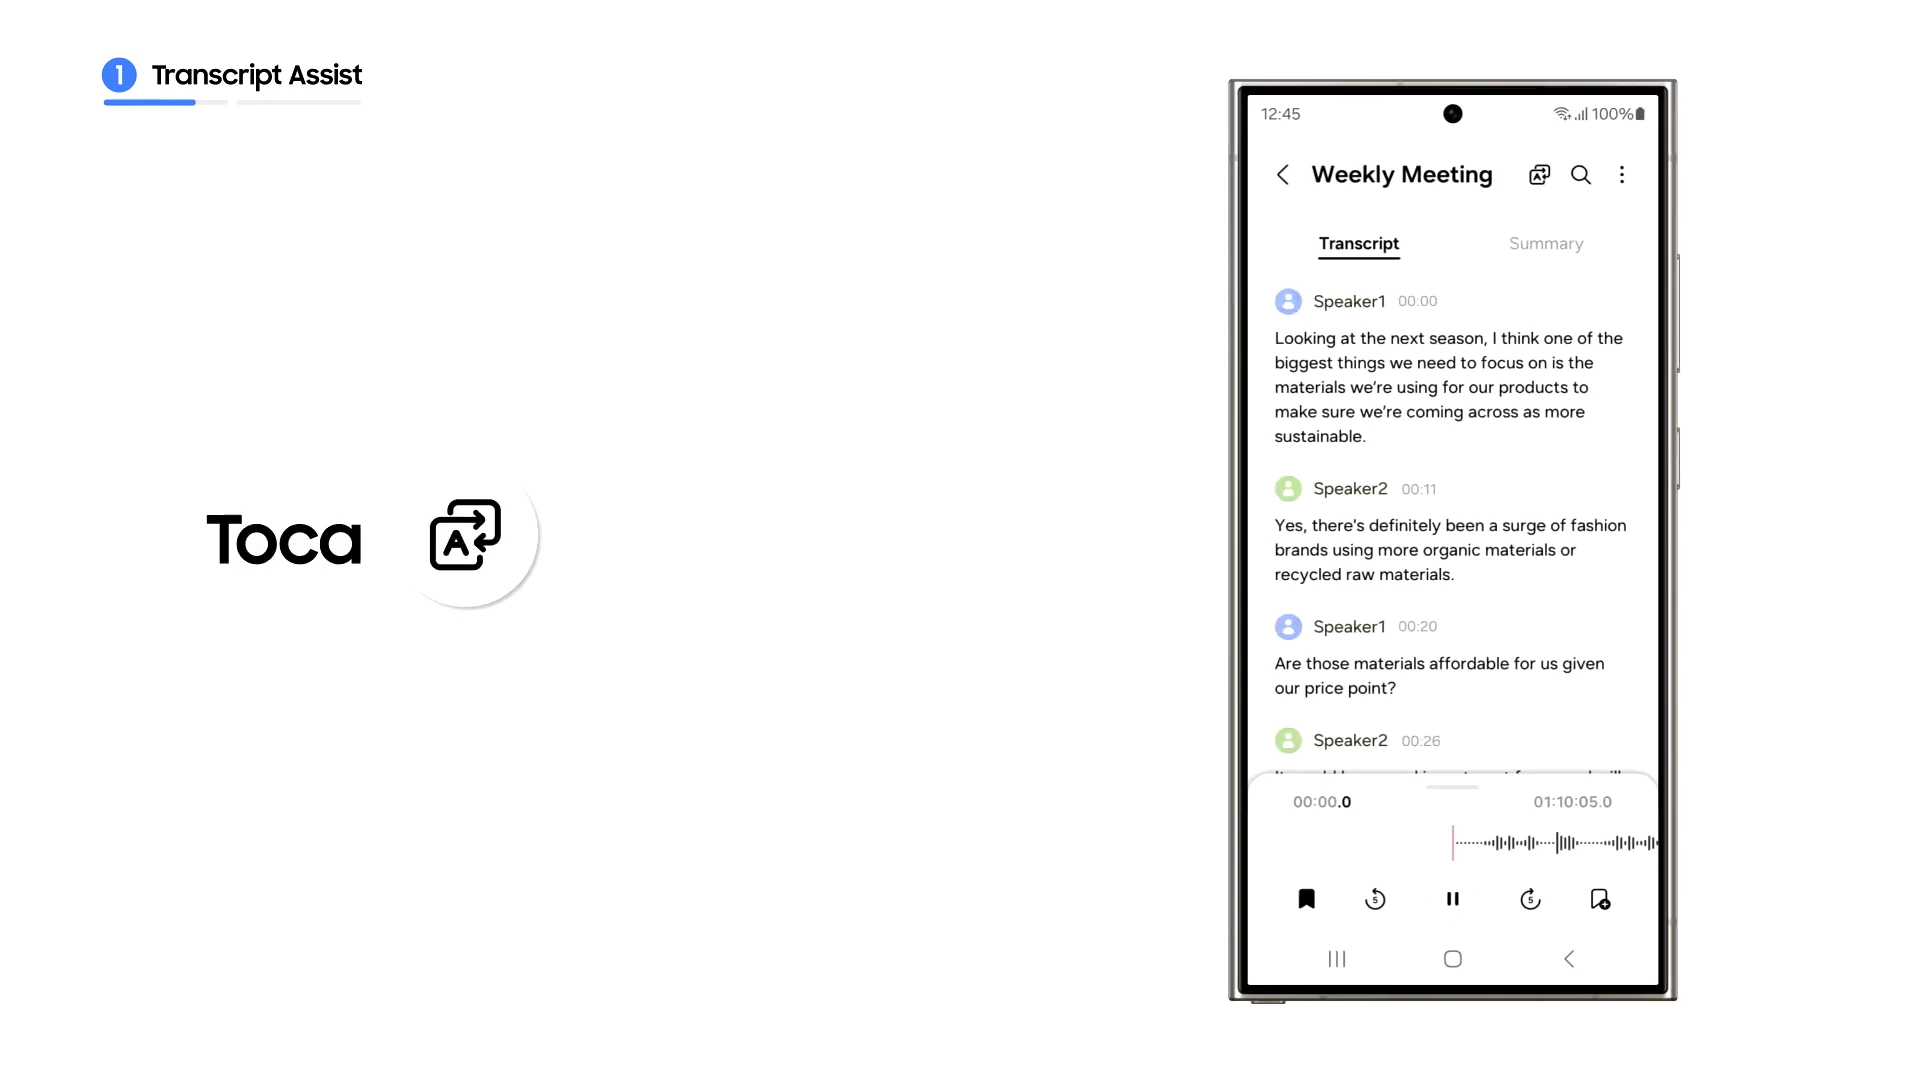 1 Transcript Assist
Toca
A
12:45
100%
Weekly Meeting
A
Transcript Summary
Speaker1 00:00
Looking at the next season, I think one of the
biggest things we need to focus on is the
materials we're using for our products to
make sure we're coming across as more
sustainable.
Speaker2 00:11
Yes, there's definitely been a surge of fashion
brands using more organic materials or
recycled raw materials.
Speaker1 00:20
Are those materials affordable for us given
our price point?
Speaker2 00:26
00:00.0 01:10:05.0
5 5